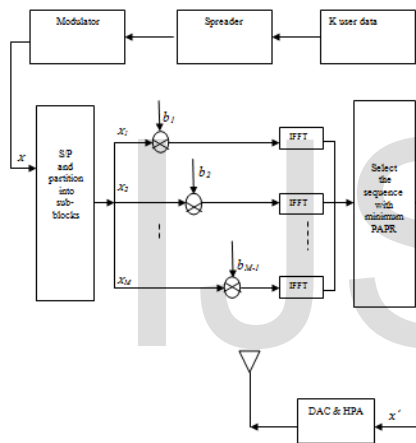 Modulator
Spreader
K user data
b1
x
S/P
and
partition
into
sub-
blocks
x1
IFFT
b2
x2
IFFT
Select
the
sequence
with
minimum
PAPR
bM-1
xM
IFFT
DAC & HPA
x´
IJS